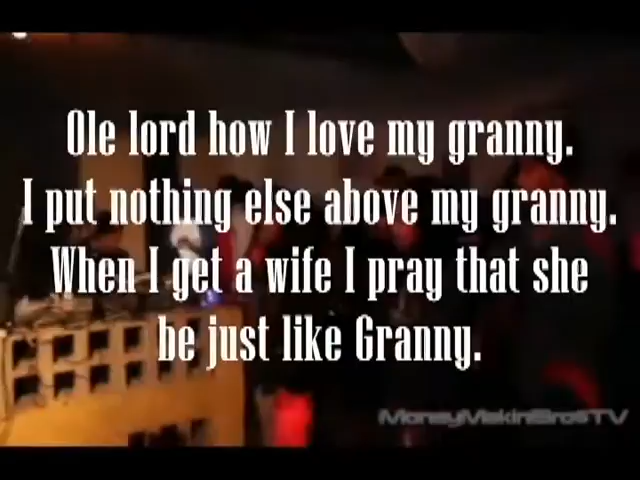 Ole lord how I love my granny.
I put nothing else above my granny.
When I get a wife I pray that she
be just like Granny.
MoneyMakinBrosTV